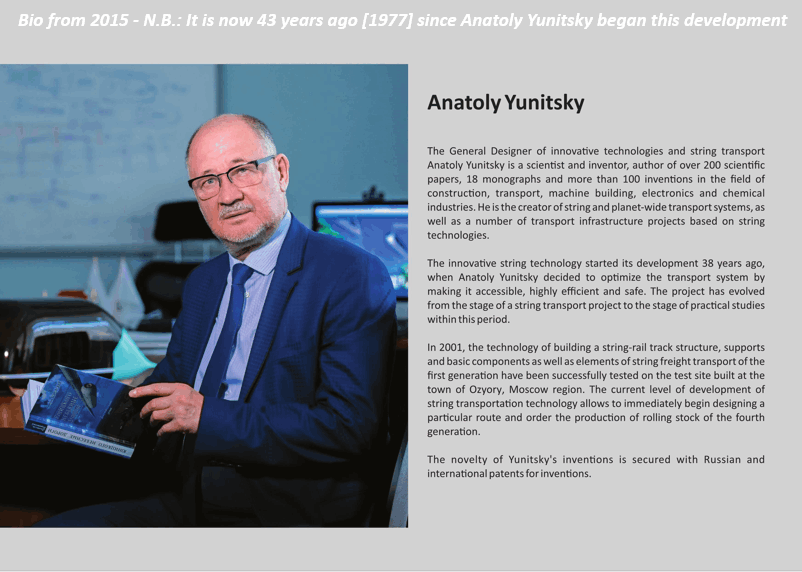 Bio from 2015 - N.B.: It is now 43 years ago [1977] since Anatoly Yunitsky began this development
Anatoly Yunitsky
The General Designer of innovative technologies and string transport
Anatoly Yunitsky is a scientist and inventor, author of over 200 scientific
papers, 18 monographs and more than 100 inventions in the field of
construction, transport, machine building, electronics and chemical
industries. He is the creator of string and planet-wide transport systems, as
well as a number of transport infrastructure projects based on string
technologies.
The innovative string technology started its development 38 years ago,
when Anatoly Yunitsky decided to optimize the transport system by
making it accessible, highly efficient and safe. The project has evolved
from the stage of a string transport project to the stage of practical studies
within this period.
In 2001, the technology of building a string-rail track structure, supports
and basic components as well as elements of string freight transport of the
first generation have been successfully tested on the test site built at the
town of Ozyory, Moscow region. The current level of development of
string transportation technology allows to immediately begin designing a
particular route and order the production of rolling stock of the fourth
generation.
The novelty of Yunitsky's inventions is secured with Russian and
international patents for inventions.